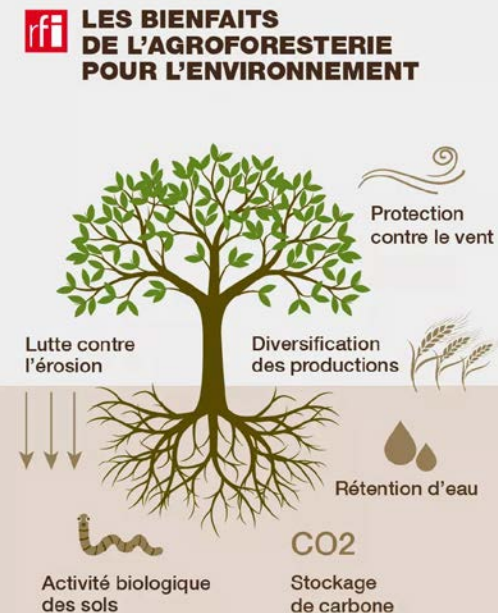 rfi
LES BIENFAITS
DE L'AGROFORESTERIE
POUR L'ENVIRONNEMENT
Protection
contre le vent
Lutte contre
l'érosion
Diversification
des productions
Rétention d'eau
Activité biologique
des sols
CO2
Stockage
de carbone